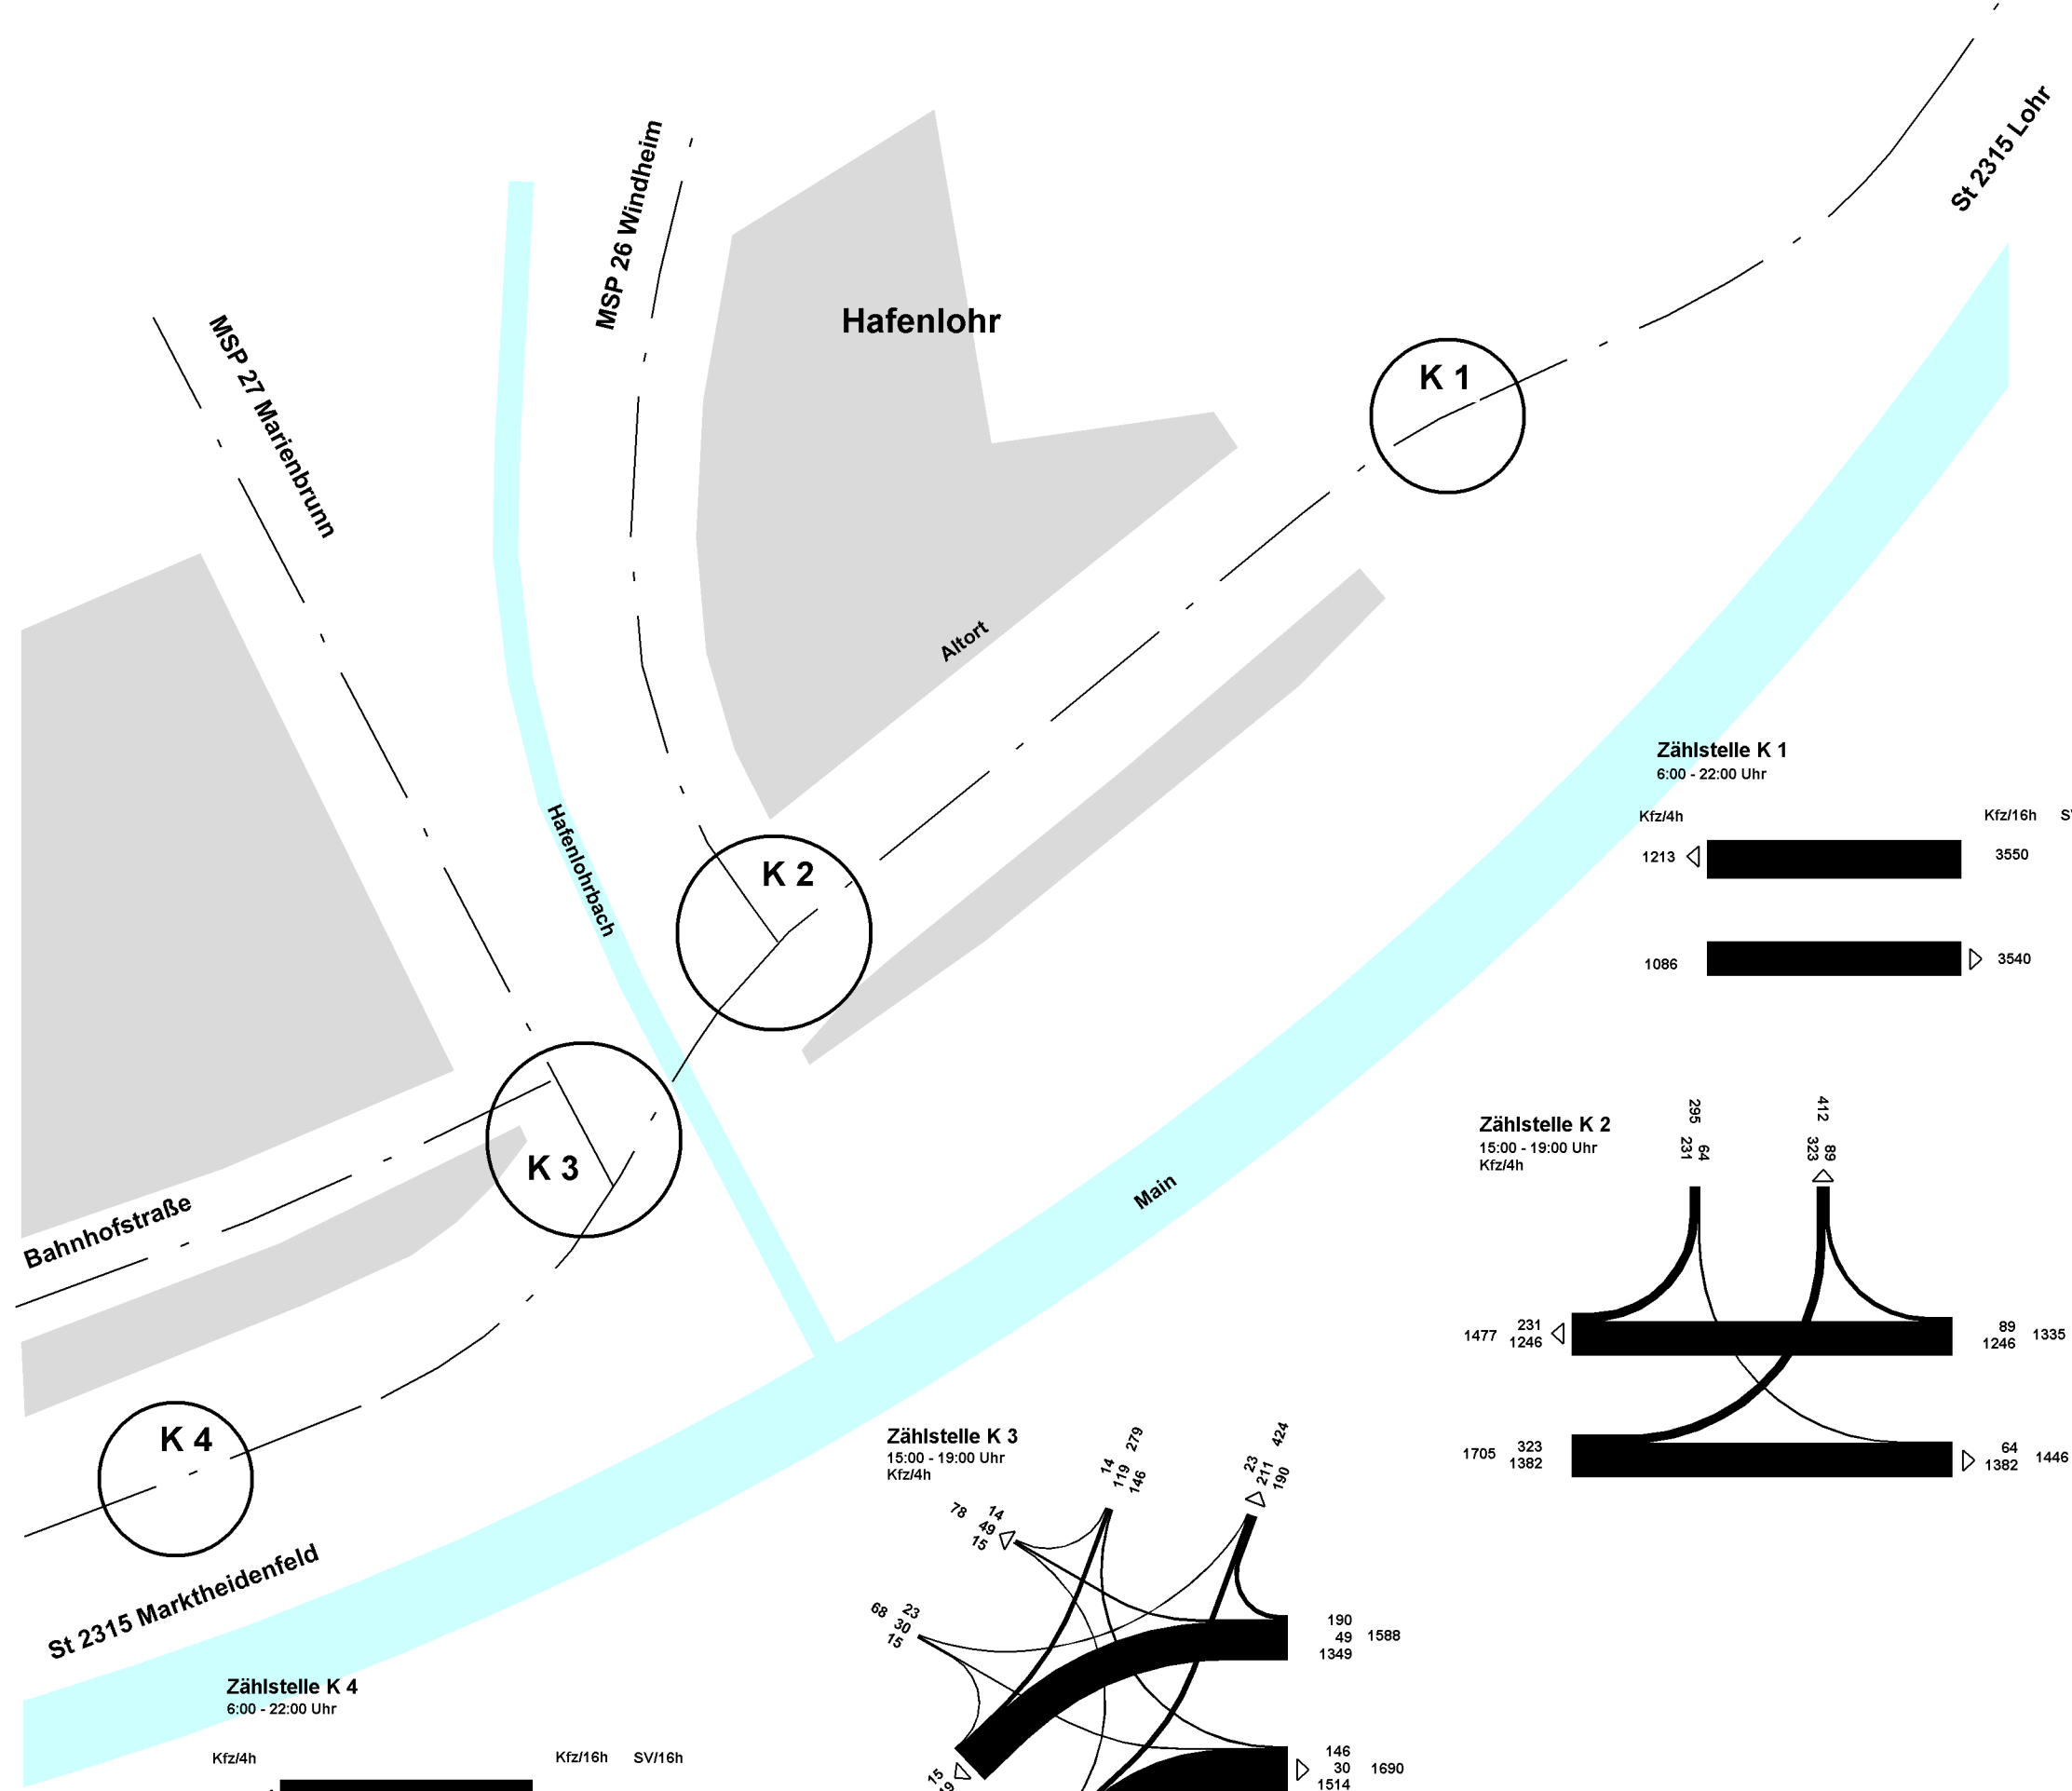 St 2315 Lohr
MSP 26 Windheim
MSP 27 Marienbrunn
Hafenlohr
K 1
Altort
Hafenlohrbach
K 2
K 3
Bahnhofstraße
Main
K 4
St 2315 Marktheidenfeld
Zählstelle K 1
6:00 - 22:00 Uhr
Kfz/4h Kfz/16h
1213 3550
1086 3540
Zählstelle K 2
15:00 - 19:00 Uhr
Kfz/4h
295
231 64
412
323 89
1477 231 1246
89 1246 1335
1705 323 1382
64 1382 1446
Zählstelle K 3
15:00 - 19:00 Uhr
Kfz/4h
14 119 146 279
23 211 190 424
78 14 49 15
68 23 30 15
190
49 1588
1349
146
30 1690
1514
15
Zählstelle K 4
6:00 - 22:00 Uhr
Kfz/4h Kfz/16h SV/16h